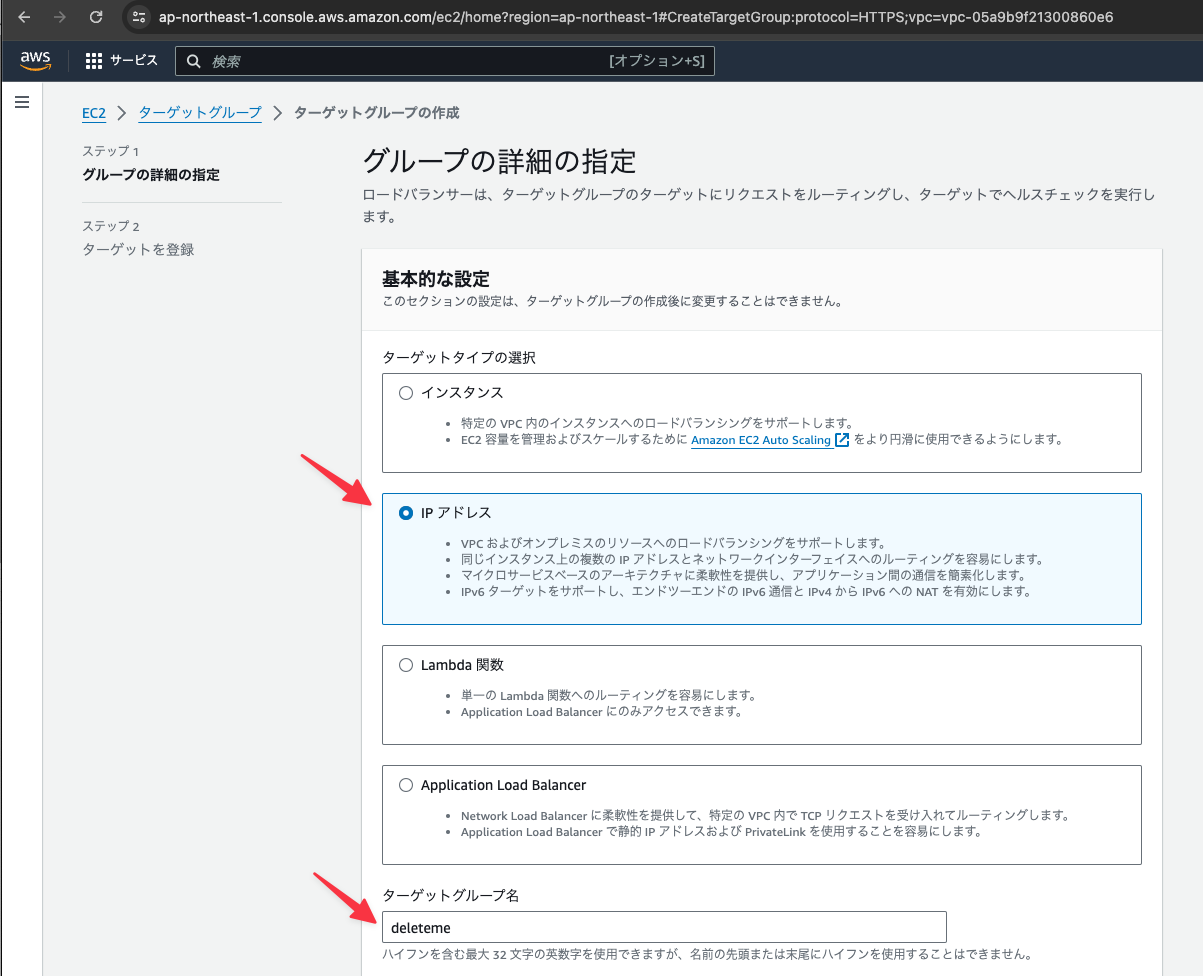 ap-northeast-1.console.aws.amazon.com/ec2/home?region=ap-northeast-1#CreateTargetGroup:protocol=HTTPS;vpc=vpc-05a9b9f21300860e6
aws サービス 検索 [オプション+S]
EC2 > ターゲットグループ > ターゲットグループの作成
ステップ 1
グループの詳細の指定
ステップ 2
ターゲットを登録
グループの詳細の指定
ロードバランサーは、ターゲットグループのターゲットにリクエストをルーティングし、ターゲットでヘルスチェックを実行し
ます。
基本的な設定
このセクションの設定は、ターゲットグループの作成後に変更することはできません。
ターゲットタイプの選択
インスタンス
• 特定の VPC 内のインスタンスへのロードバランシングをサポートします。
• EC2 容量を管理およびスケールするために Amazon EC2 Auto Scaling をより円滑に使用できるようにします。
IP アドレス
• VPC およびオンプレミスのリソースへのロードバランシングをサポートします。
• 同じインスタンス上の複数の IP アドレスとネットワークインターフェイスへのルーティングを容易にします。
• マイクロサービスベースのアーキテクチャに柔軟性を提供し、アプリケーション間の通信を簡素化します。
• IPv6 ターゲットをサポートし、エンドツーエンドの IPv6 通信と IPv4 から IPv6 への NAT を有効にします。
Lambda 関数
• 単一の Lambda 関数へのルーティングを容易にします。
• Application Load Balancer にのみアクセスできます。
Application Load Balancer
• Network Load Balancer に柔軟性を提供して、特定の VPC 内で TCP リクエストを受け入れてルーティングします。
• Application Load Balancer で静的 IP アドレスおよび PrivateLink を使用することを容易にします。
ターゲットグループ名
deleteme
ハイフンを含む最大 32 文字の英数字を使用できますが、名前の先頭または末尾にハイフンを使用することはできません。